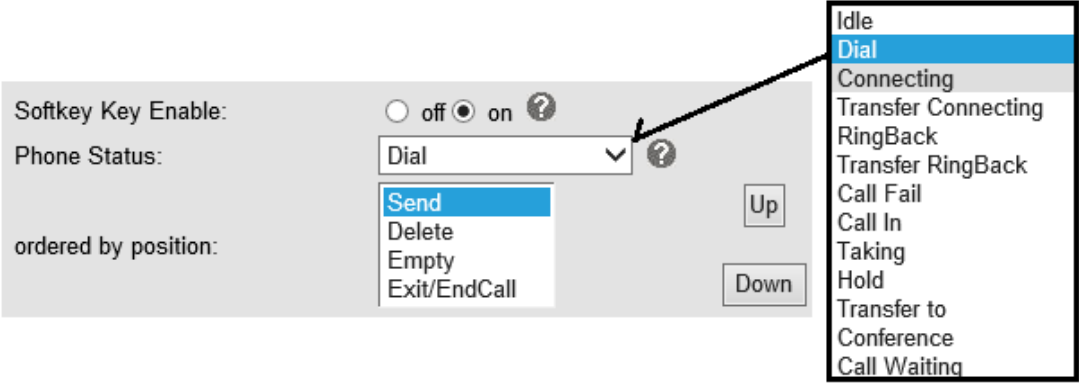 Softkey Key Enable: off on ?
Phone Status: Dial ?
ordered by position:
Send
Delete
Empty
Exit/EndCall
Up
Down
Idle
Dial
Connecting
Transfer Connecting
RingBack
Transfer RingBack
Call Fail
Call In
Taking
Hold
Transfer to
Conference
Call Waiting